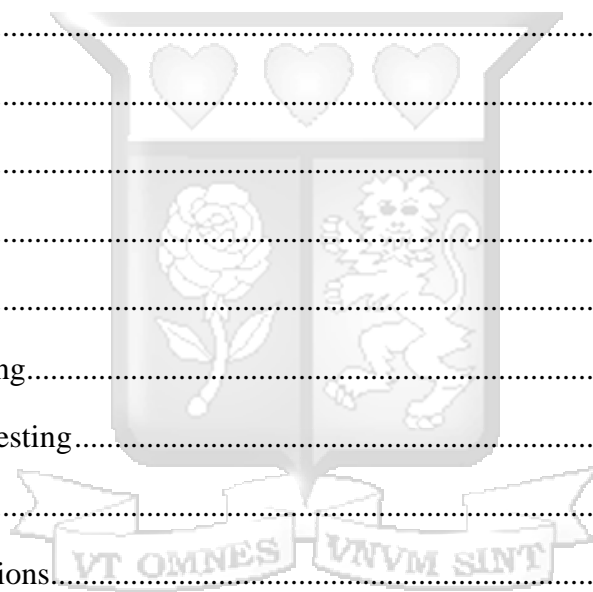 ................................................................................
................................................................................
................................................................................
................................................................................
................................................................................
ng................................................................................
esting................................................................................
................................................................................
VT OMNES VNVM SINT
ions................................................................................